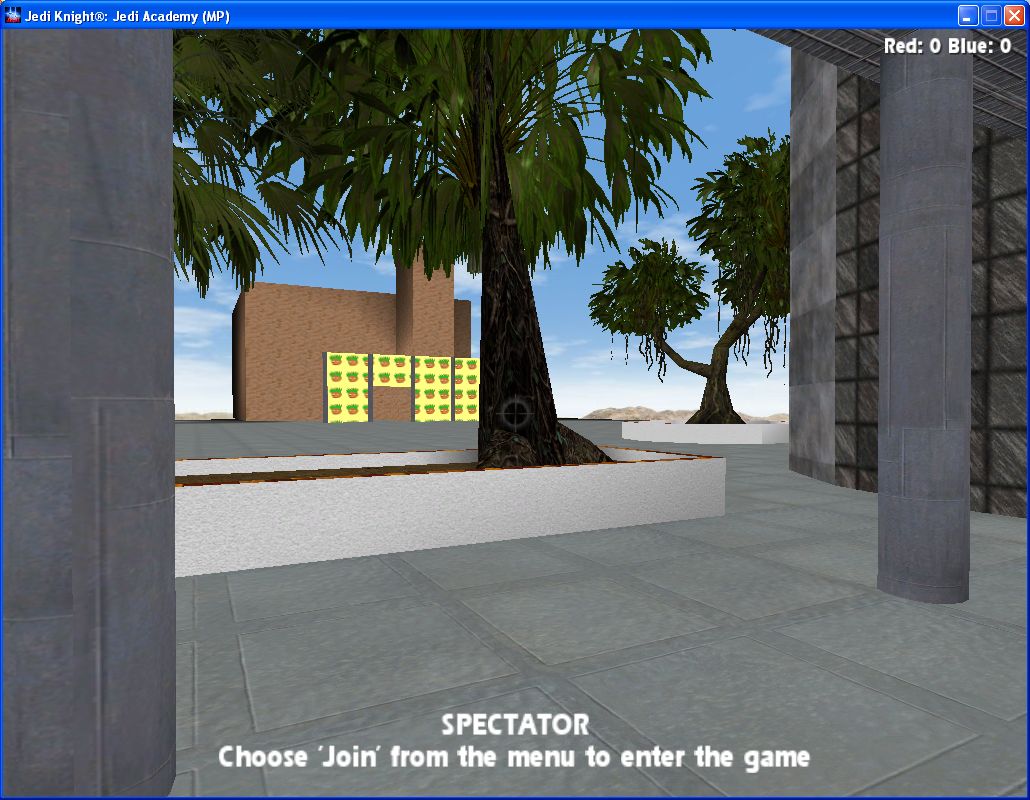 Jedi Knight®: Jedi Academy (MP)
Red: 0 Blue: 0
SPECTATOR
Choose 'Join' from the menu to enter the game